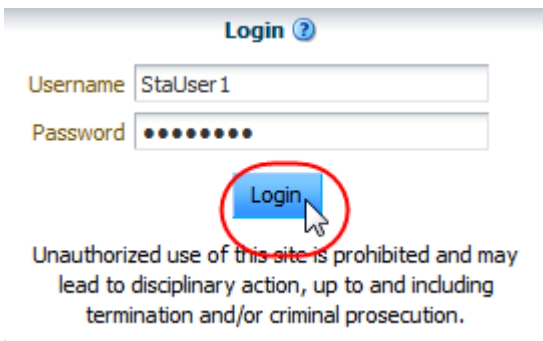 Login ?
Username StaUser1
Password ●●●●●●●●
Login
Unauthorized use of this site is prohibited and may
lead to disciplinary action, up to and including
termination and/or criminal prosecution.